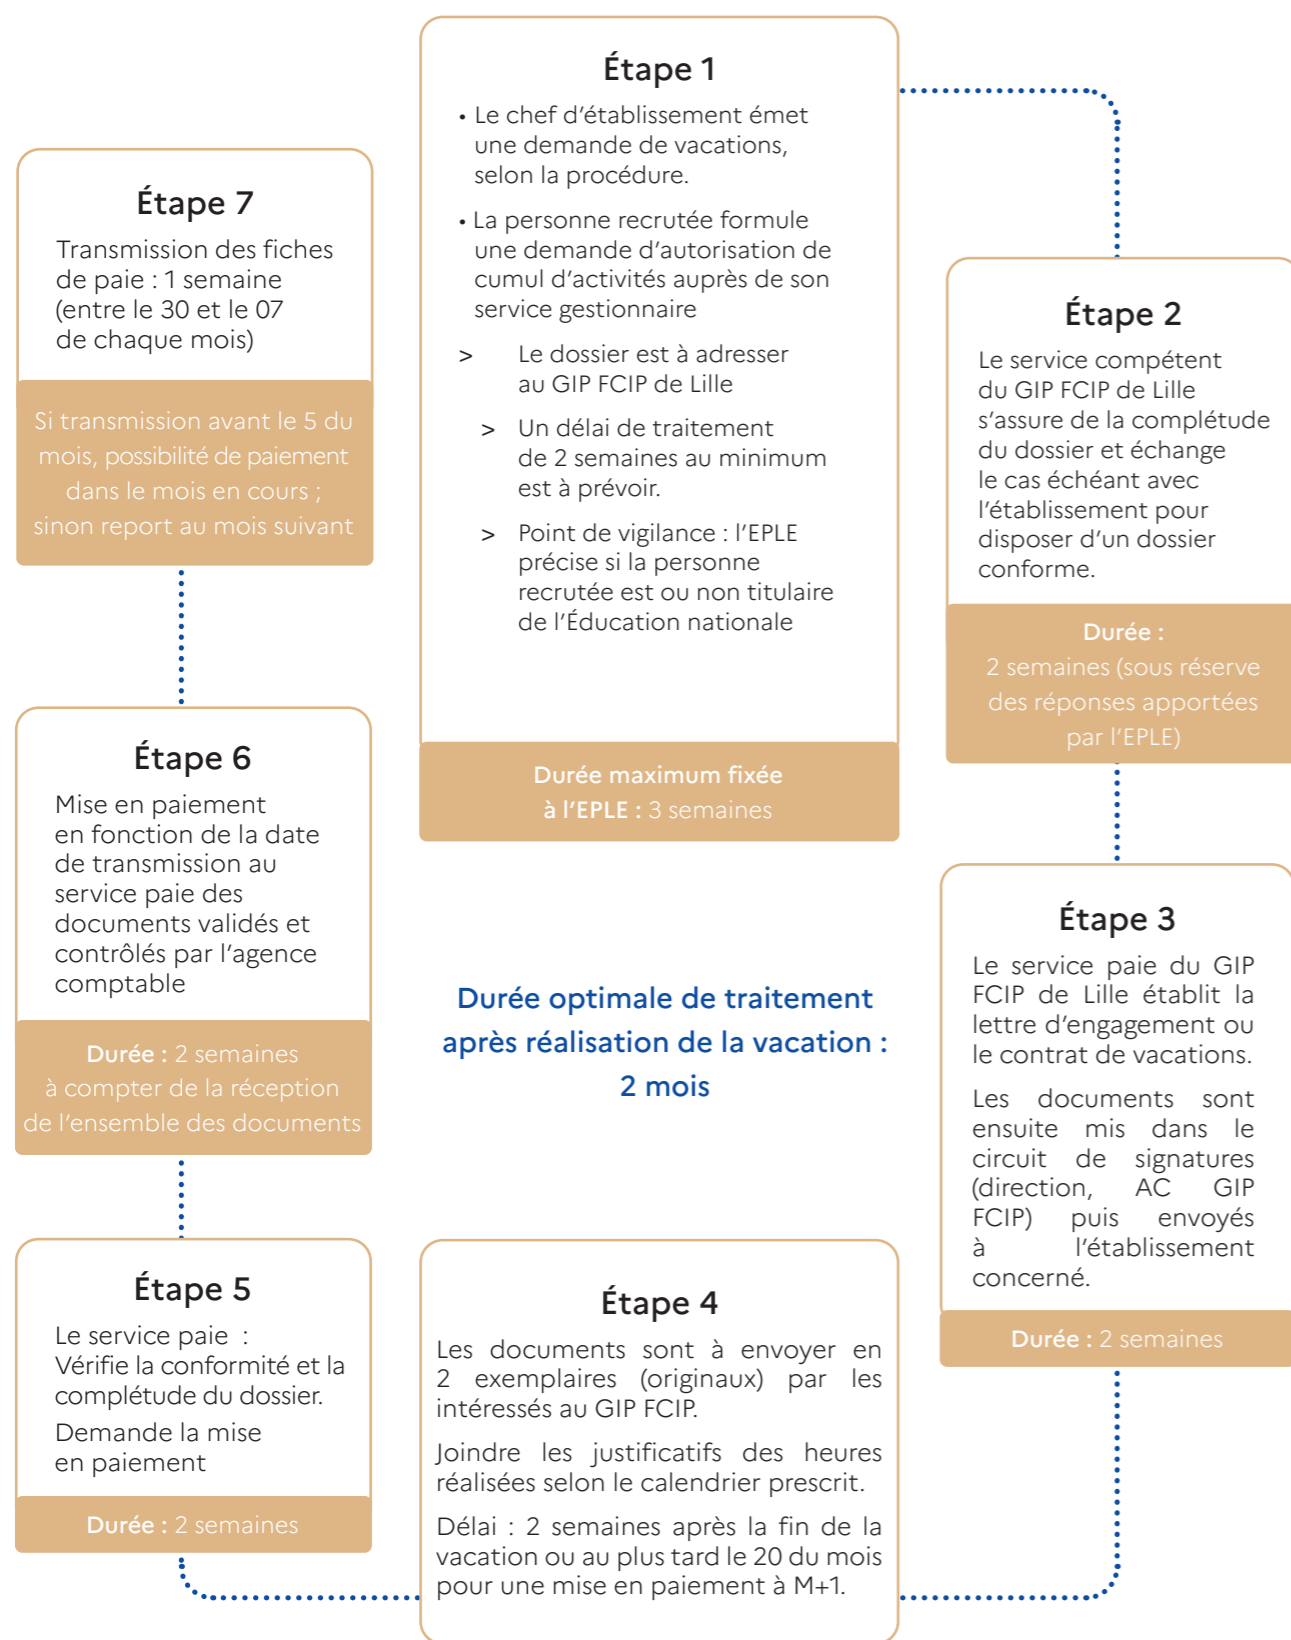 Étape 1
• Le chef d’établissement émet
une demande de vacations,
selon la procédure.
• La personne recrutée formule
une demande d’autorisation de
cumul d’activités auprès de son
service gestionnaire
> Le dossier est à adresser
au GIP FCIP de Lille
> Un délai de traitement
de 2 semaines au minimum
est à prévoir.
> Point de vigilance : l’EPLE
précise si la personne
recrutée est ou non titulaire
de l’Éducation nationale
Durée maximum fixée
à l’EPLE : 3 semaines
Étape 2
Le service compétent
du GIP FCIP de Lille
s’assure de la complétude
du dossier et échange
le cas échéant avec
l’établissement pour
disposer d’un dossier
conforme.
Durée :
2 semaines (sous réserve
des réponses apportées
par l’EPLE)
Étape 3
Le service paie du GIP
FCIP de Lille établit la
lettre d’engagement ou
le contrat de vacations.
Les documents sont
ensuite mis dans le
circuit de signatures
(direction, AC GIP
FCIP) puis envoyés
à l’établissement
concerné.
Durée : 2 semaines
Étape 4
Les documents sont à envoyer en
2 exemplaires (originaux) par les
intéressés au GIP FCIP.
Joindre les justificatifs des heures
réalisées selon le calendrier prescrit.
Délai : 2 semaines après la fin de la
vacation ou au plus tard le 20 du mois
pour une mise en paiement à M+1.
Étape 5
Le service paie :
Vérifie la conformité et la
complétude du dossier.
Demande la mise
en paiement
Durée : 2 semaines
Étape 6
Mise en paiement
en fonction de la date
de transmission au
service paie des
documents validés et
contrôlés par l’agence
comptable
Durée : 2 semaines
à compter de la réception
de l’ensemble des documents
Étape 7
Transmission des fiches
de paie : 1 semaine
(entre le 30 et le 07
de chaque mois)
Si transmission avant le 5 du
mois, possibilité de paiement
dans le mois en cours ;
sinon report au mois suivant
Durée optimale de traitement
après réalisation de la vacation :
2 mois